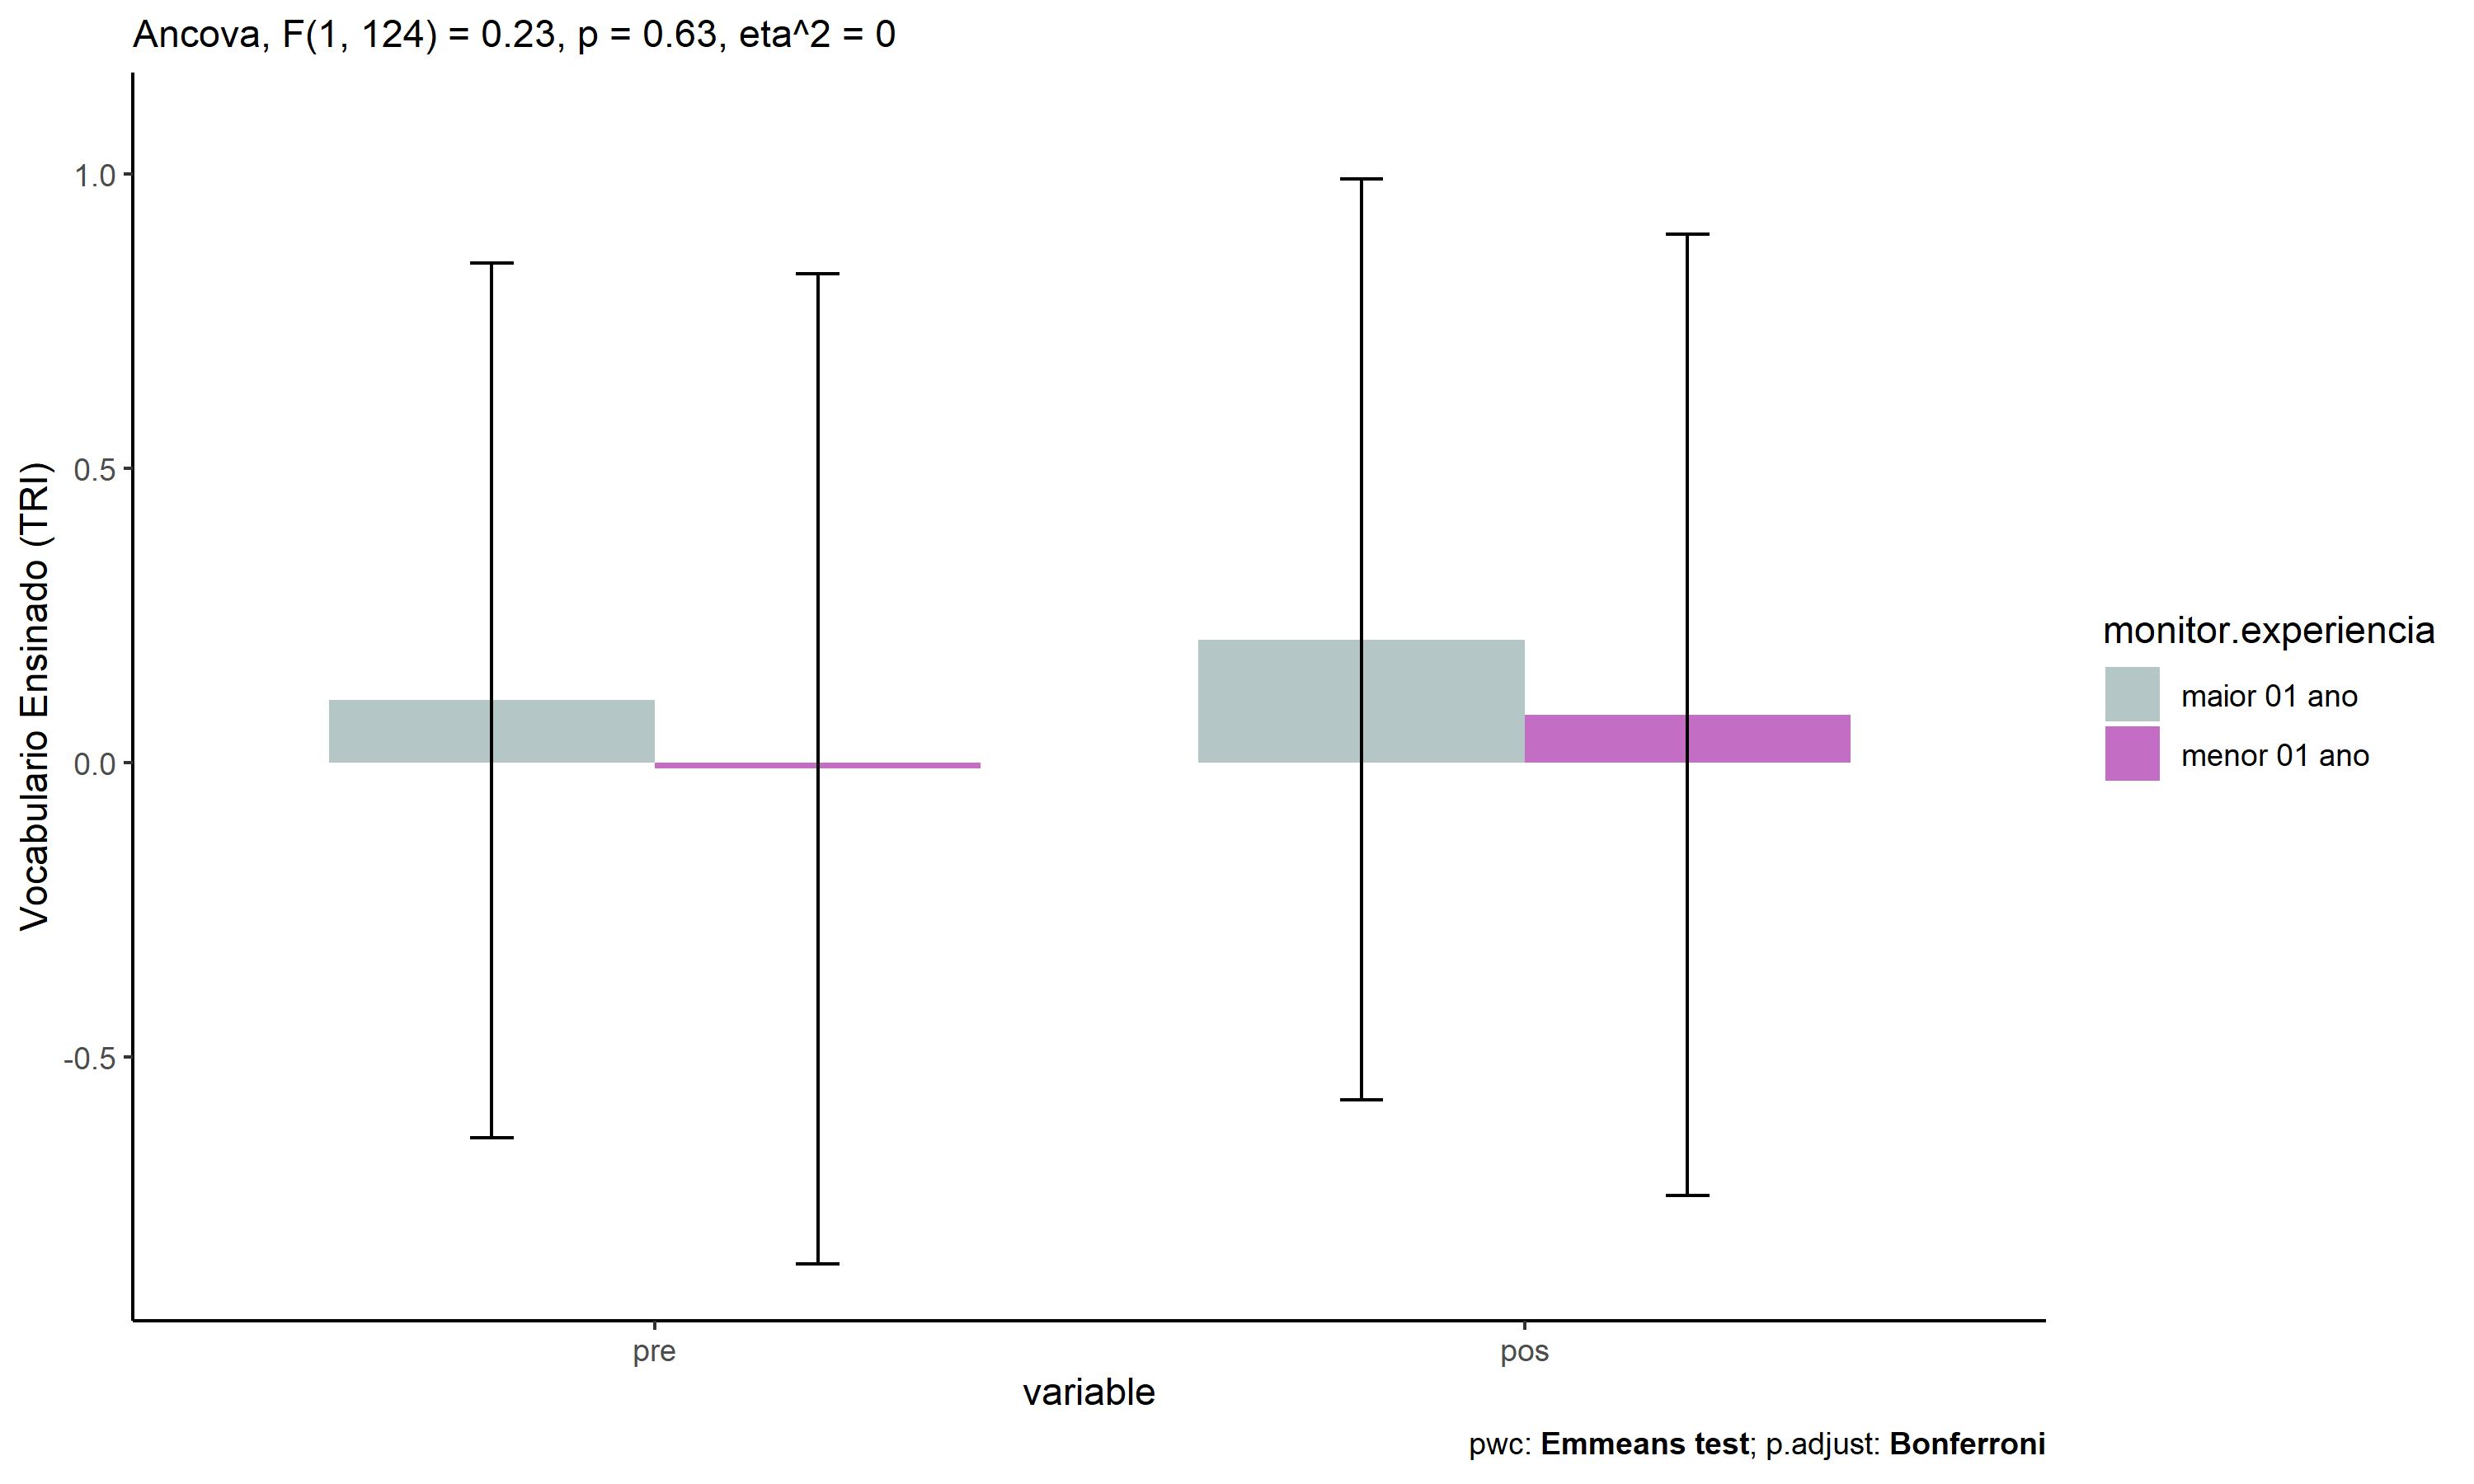 Ancova, F(1, 124) = 0.23, p = 0.63, eta^2 = 0
Vocabulario Ensinado (TRI)
1.0
0.5
0.0
-0.5
pre
pos
variable
monitor.experiencia
maior 01 ano
menor 01 ano
pwc: Emmeans test; p.adjust: Bonferroni